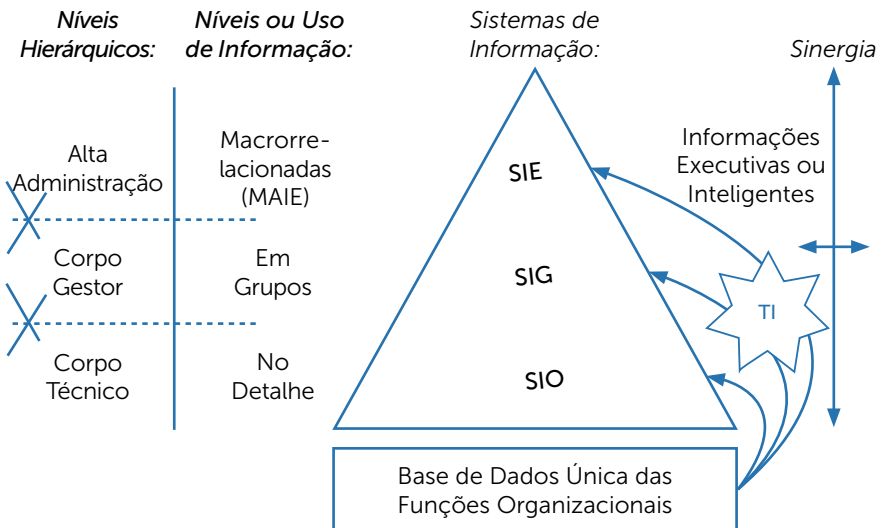 Níveis
Hierárquicos:
Níveis ou Uso
de Informação:
Sistemas de
Informação:
Sinergia
Alta
Administração
Macrorre-
lacionadas
(MAIE)
SIE
Informações
Executivas ou
Inteligentes
Corpo
Gestor
Em
Grupos
SIG
TI
Corpo
Técnico
No
Detalhe
SIO
Base de Dados Única das
Funções Organizacionais